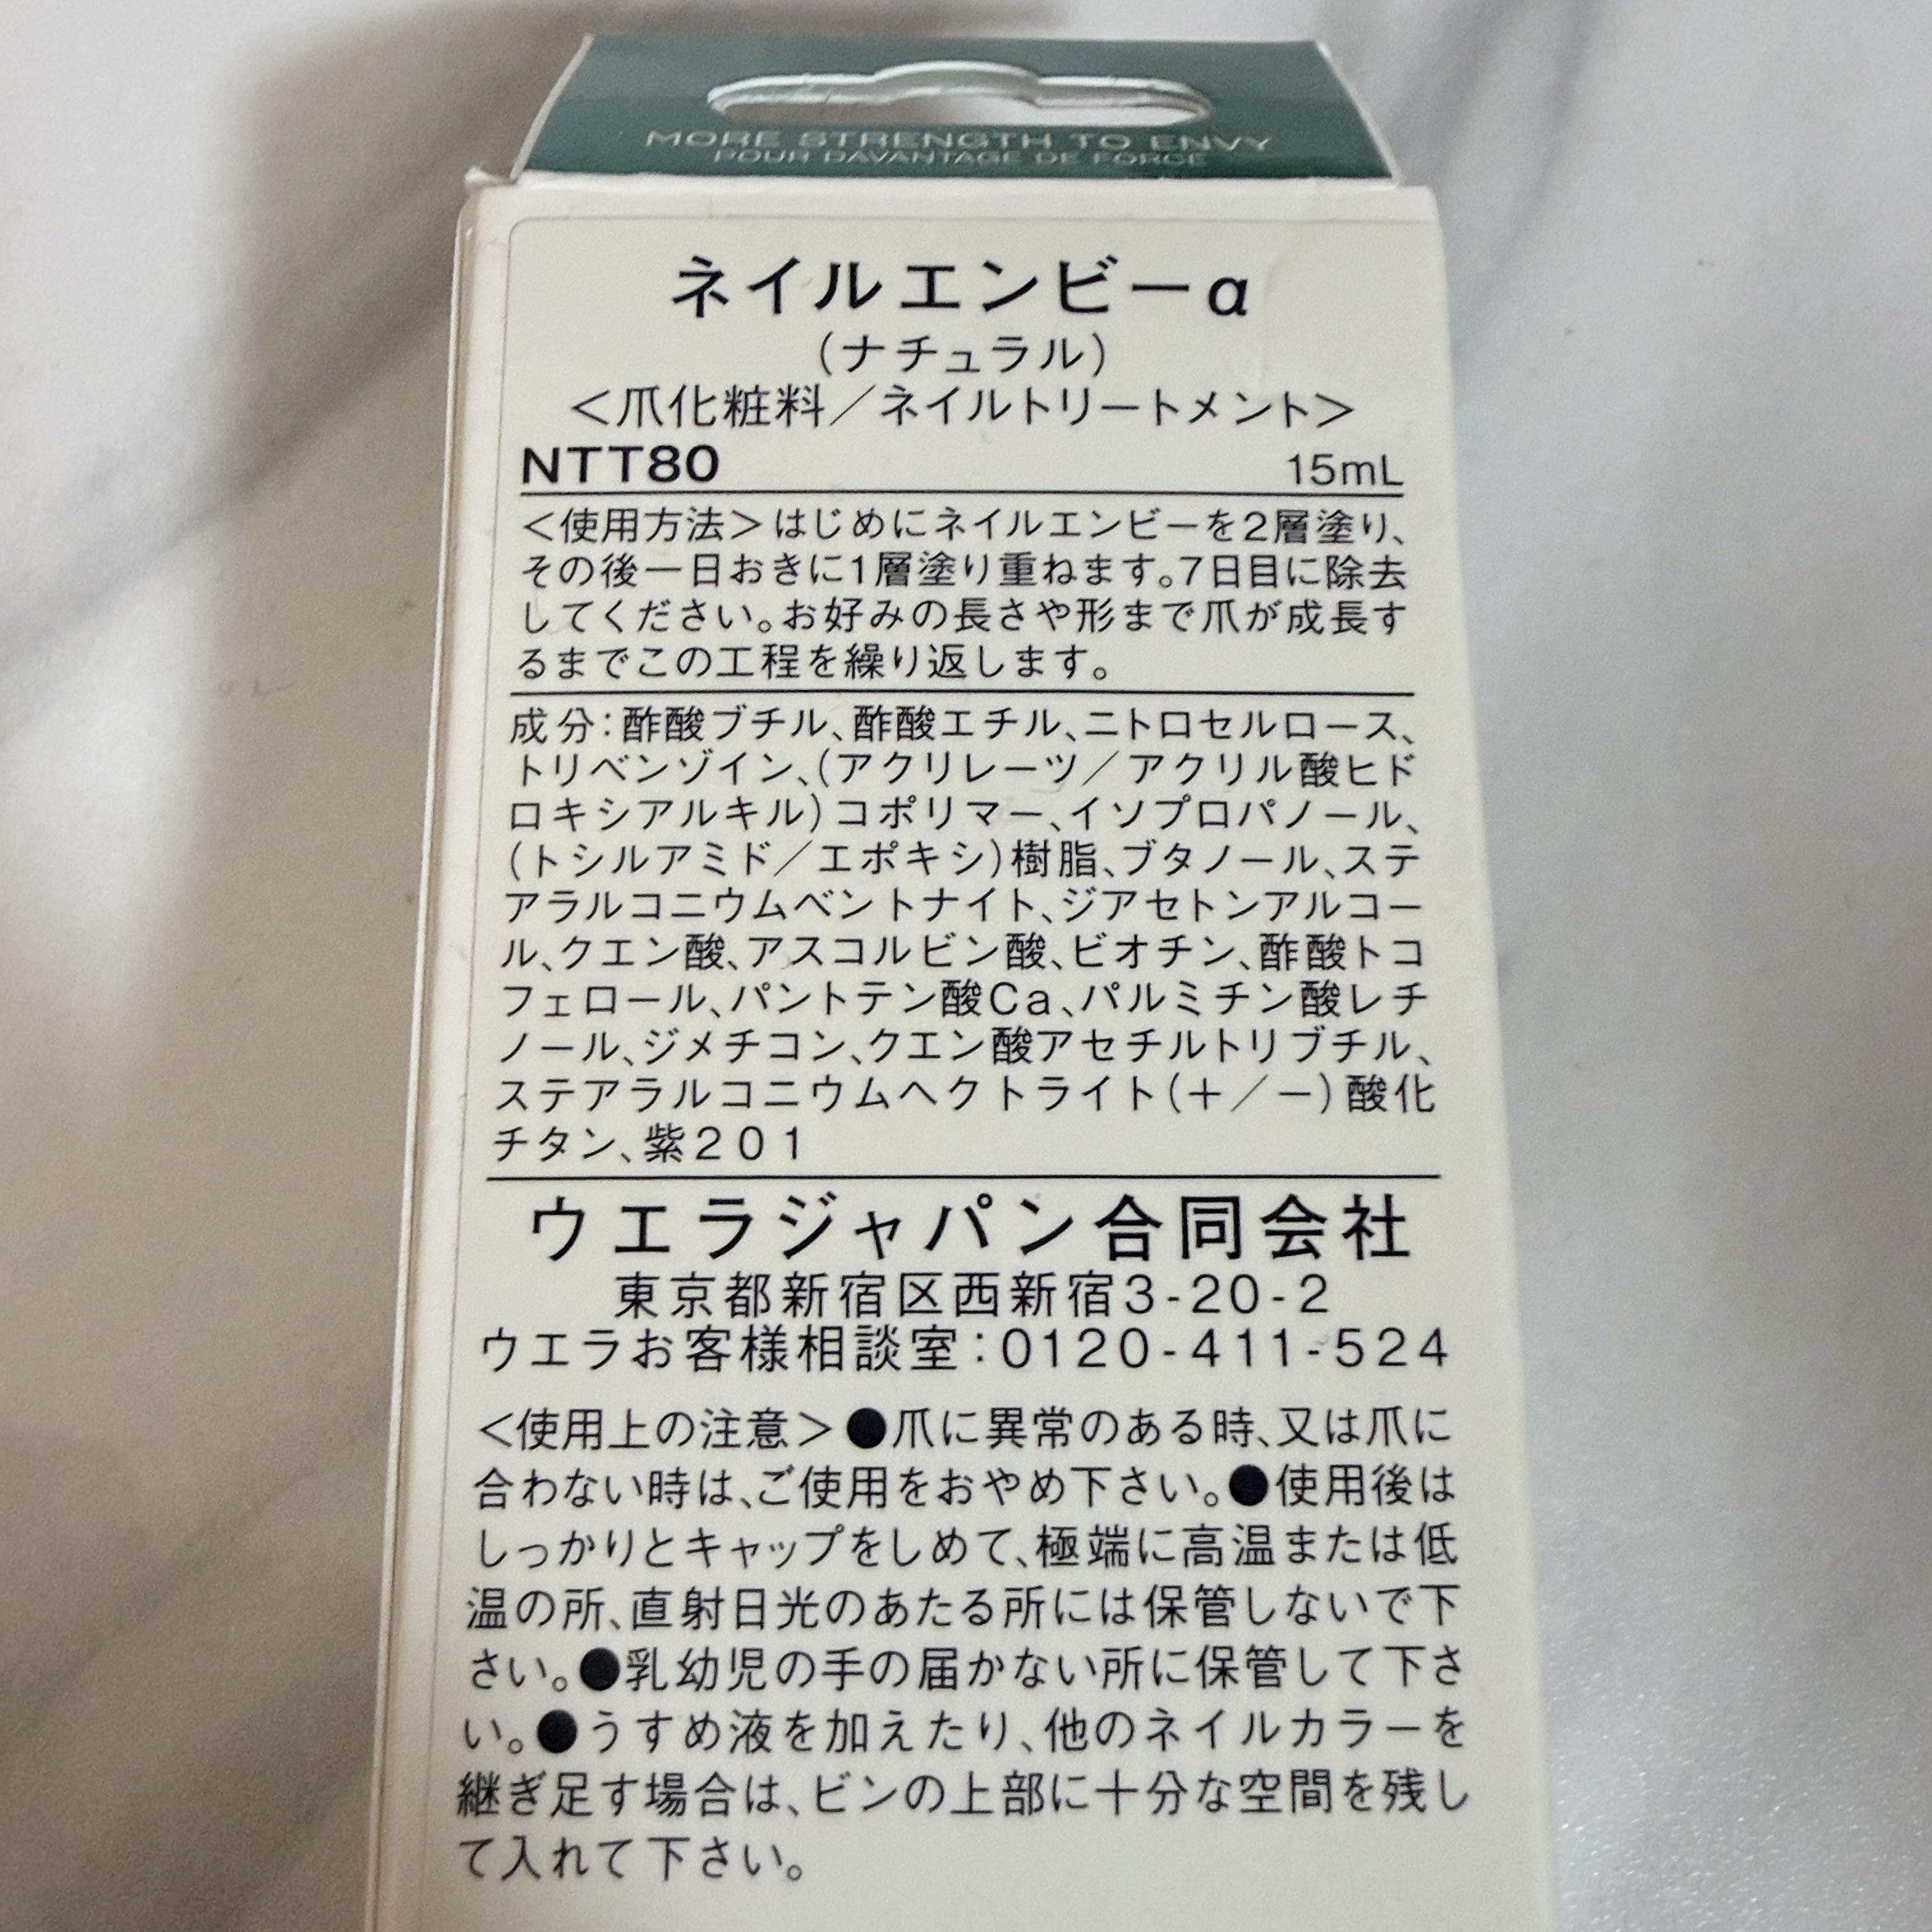 MORE STRENGTH TO ENVY
POUR DAVANTAGE DE FORCE
ネイルエンビーα
(ナチュラル)
＜爪化粧料／ネイルトリートメント＞
NTT80 15mL
＜使用方法＞はじめにネイルエンビーを2層塗り、
その後一日おきに1層塗り重ねます。7日目に除去
してください。お好みの長さや形まで爪が成長す
るまでこの工程を繰り返します。
成分：酢酸ブチル、酢酸エチル、ニトロセルロース、
トリベンゾイン、（アクリレーツ／アクリル酸ヒド
ロキシアルキル）コポリマー、イソプロパノール、
（トシルアミド／エポキシ）樹脂、ブタノール、ステ
アラルコニウムベントナイト、ジアセトンアルコー
ル、クエン酸、アスコルビン酸、ビオチン、酢酸トコ
フェロール、パントテン酸Ca、パルミチン酸レチ
ノール、ジメチコン、クエン酸アセチルトリブチル、
ステアラルコニウムヘクトライト（＋／－）酸化
チタン、紫２０１
ウエラジャパン合同会社
東京都新宿区西新宿3-20-2
ウエラお客様相談室：0120-411-524
＜使用上の注意＞●爪に異常のある時、又は爪に
合わない時は、ご使用をおやめ下さい。●使用後は
しっかりとキャップをしめて、極端に高温または低
温の所、直射日光のあたる所には保管しないで下
さい。●乳幼児の手の届かない所に保管して下さ
い。●うすめ液を加えたり、他のネイルカラーを
継ぎ足す場合は、ビンの上部に十分な空間を残し
て入れて下さい。